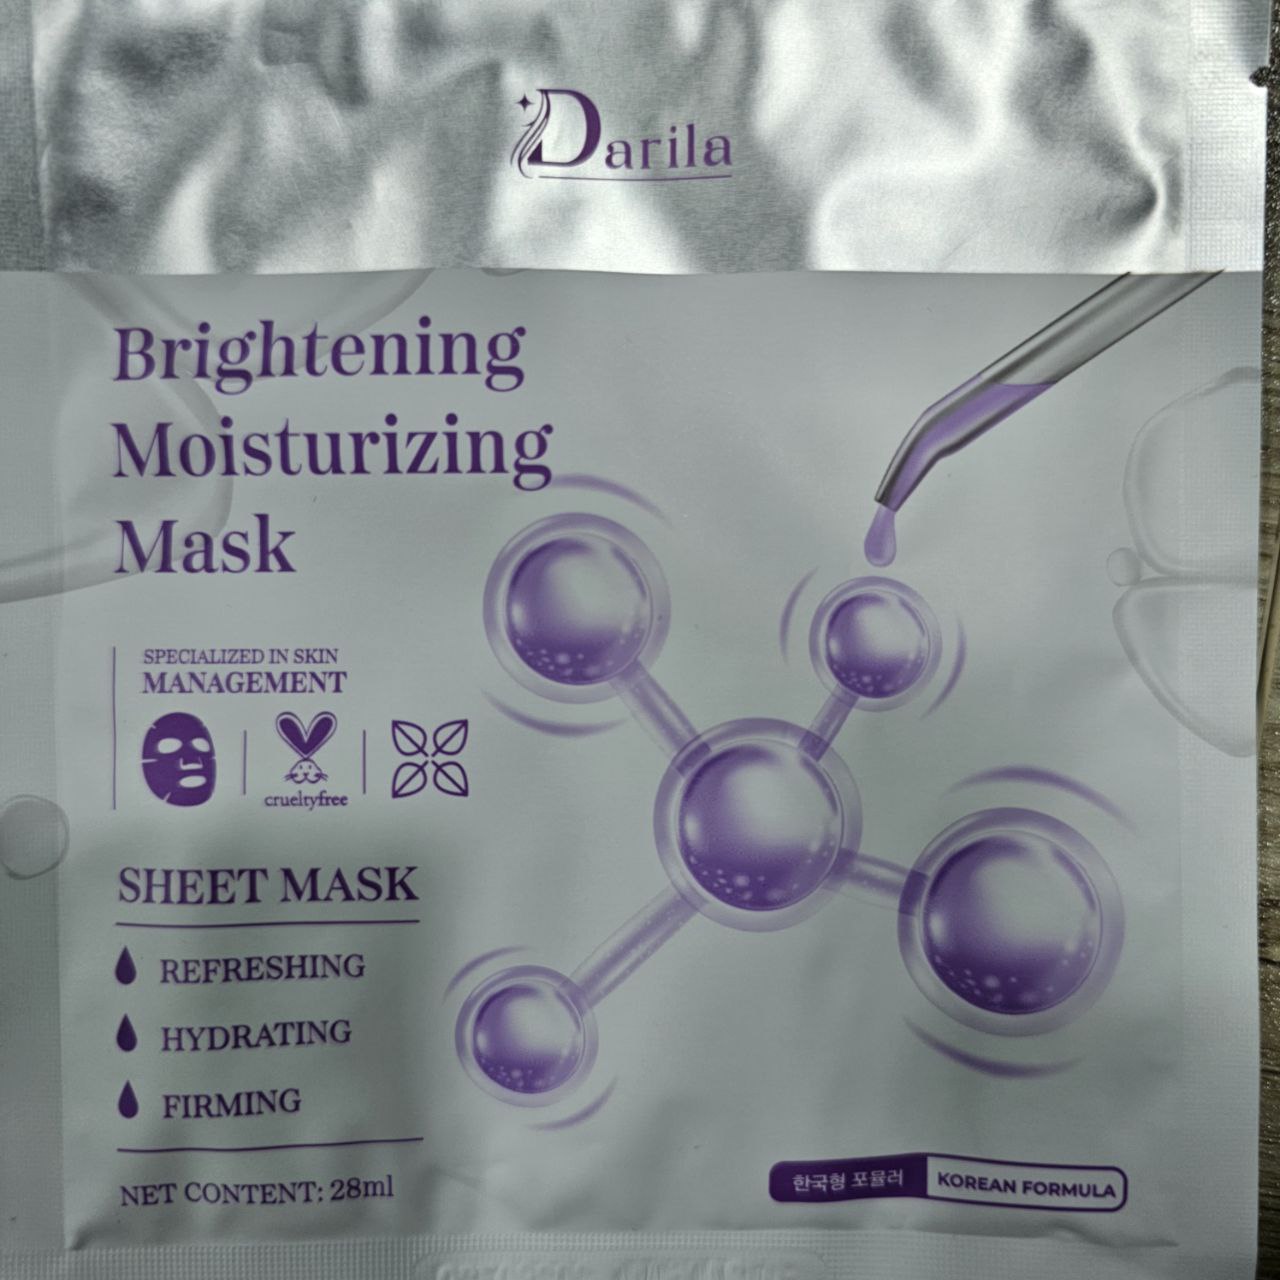 Darila
Brightening
Moisturizing
Mask
SPECIALIZED IN SKIN
MANAGEMENT
crueltyfree
SHEET MASK
REFRESHING
HYDRATING
FIRMING
NET CONTENT: 28ml
한국형 포뮬러
KOREAN FORMULA